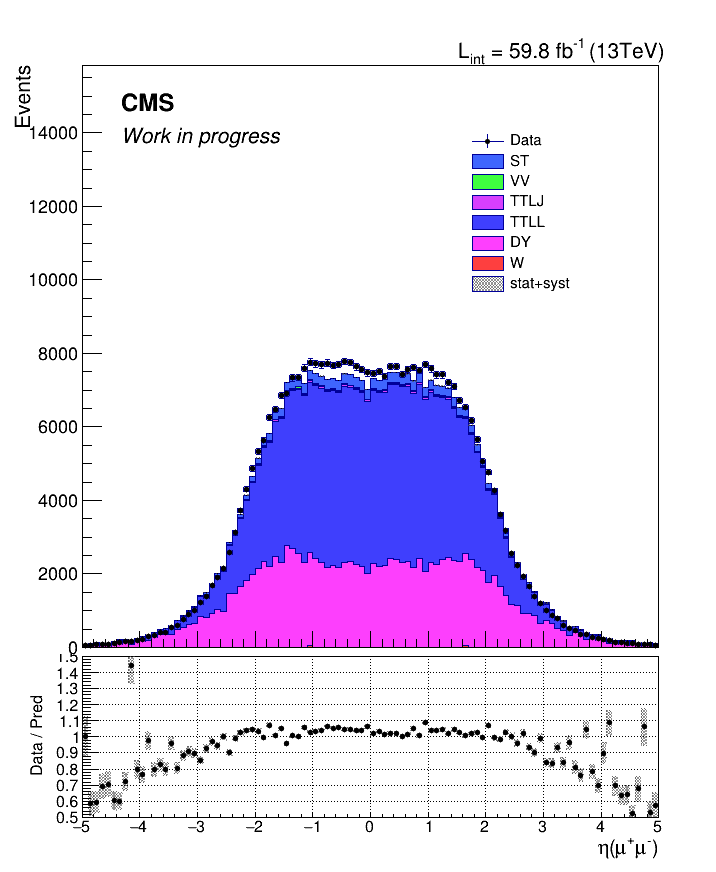 L_int = 59.8 fb⁻¹ (13TeV)
Events
CMS
Work in progress
Data
ST
VV
TTLJ
TTLL
DY
W
stat+syst
14000
12000
10000
8000
6000
4000
2000
0
Data / Pred
1.5
1.4
1.3
1.2
1.1
1
0.9
0.8
0.7
0.6
0.5
−5 −4 −3 −2 −1 0 1 2 3 4 5
η(μ⁺μ⁻)